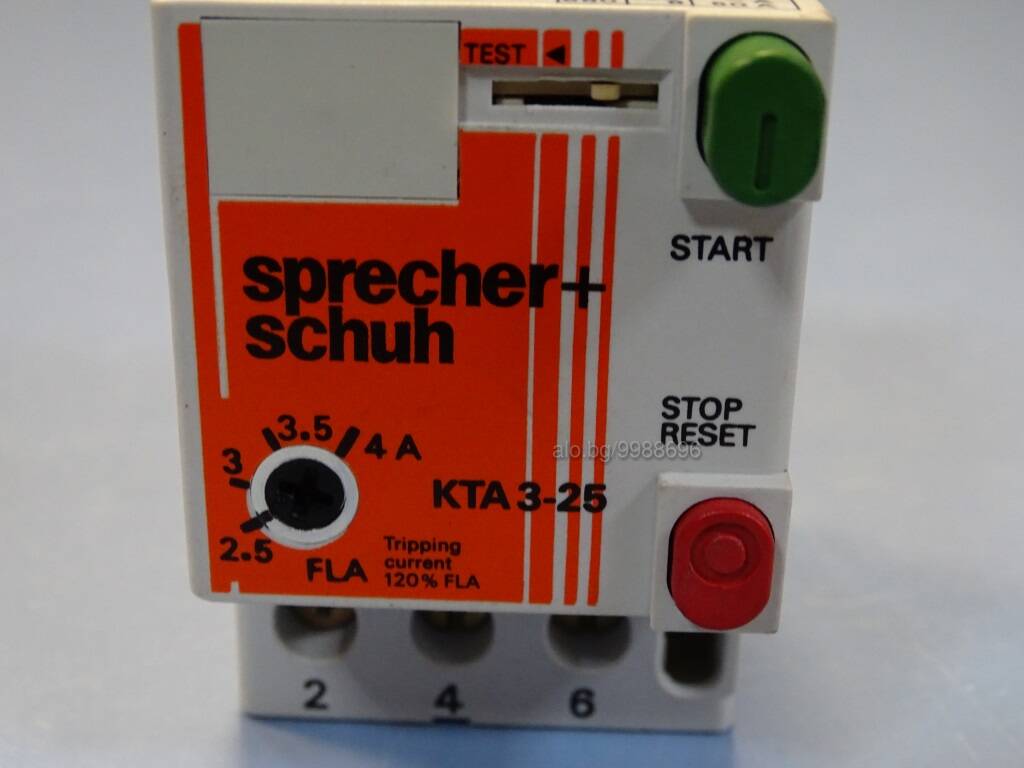 TEST
START
sprecher+
schuh
STOP
RESET
alo.bg/9988696
3.5
4 A
3
2.5
KTA 3-25
FLA
Tripping
current
120% FLA
2 4 6